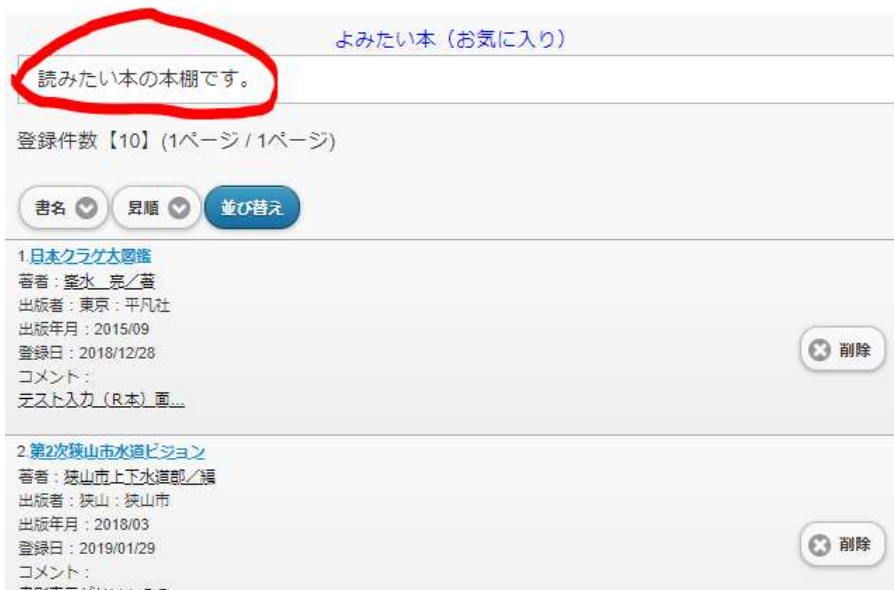 よみたい本（お気に入り）
読みたい本の本棚です。
登録件数【10】(1ページ / 1ページ)
書名 昇順 並び替え
1.日本クラゲ大図鑑
著者：峯水　亮／著
出版者：東京：平凡社
出版年月：2015/09
登録日：2018/12/28
削除
コメント：
テスト入力（R本）面...
2.第2次狭山市水道ビジョン
著者：狭山市上下水道部／編
出版者：狭山：狭山市
出版年月：2018/03
登録日：2019/01/29
削除
コメント：